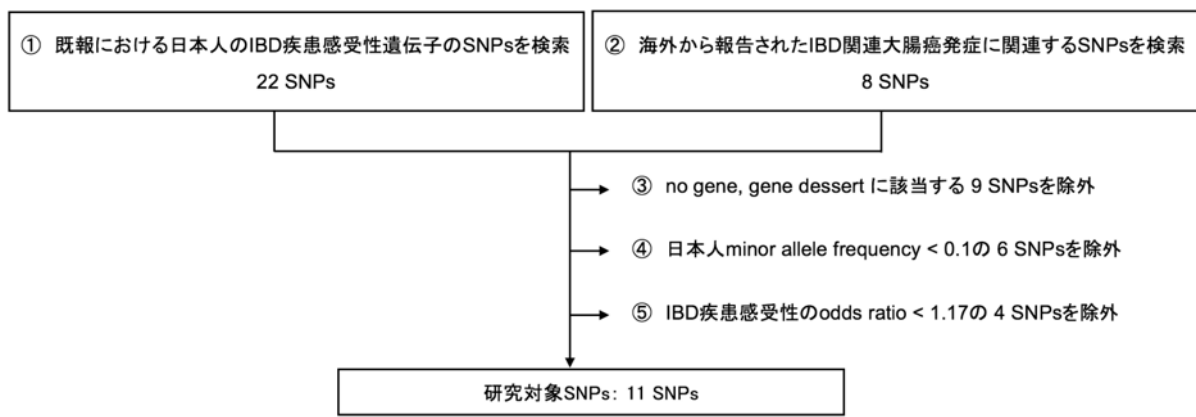 ① 既報における日本人のIBD疾患感受性遺伝子のSNPsを検索
22 SNPs
② 海外から報告されたIBD関連大腸癌発症に関連するSNPsを検索
8 SNPs
③ no gene, gene dessert に該当する 9 SNPsを除外
④ 日本人minor allele frequency < 0.1の 6 SNPsを除外
⑤ IBD疾患感受性のodds ratio < 1.17の 4 SNPsを除外
研究対象SNPs: 11 SNPs